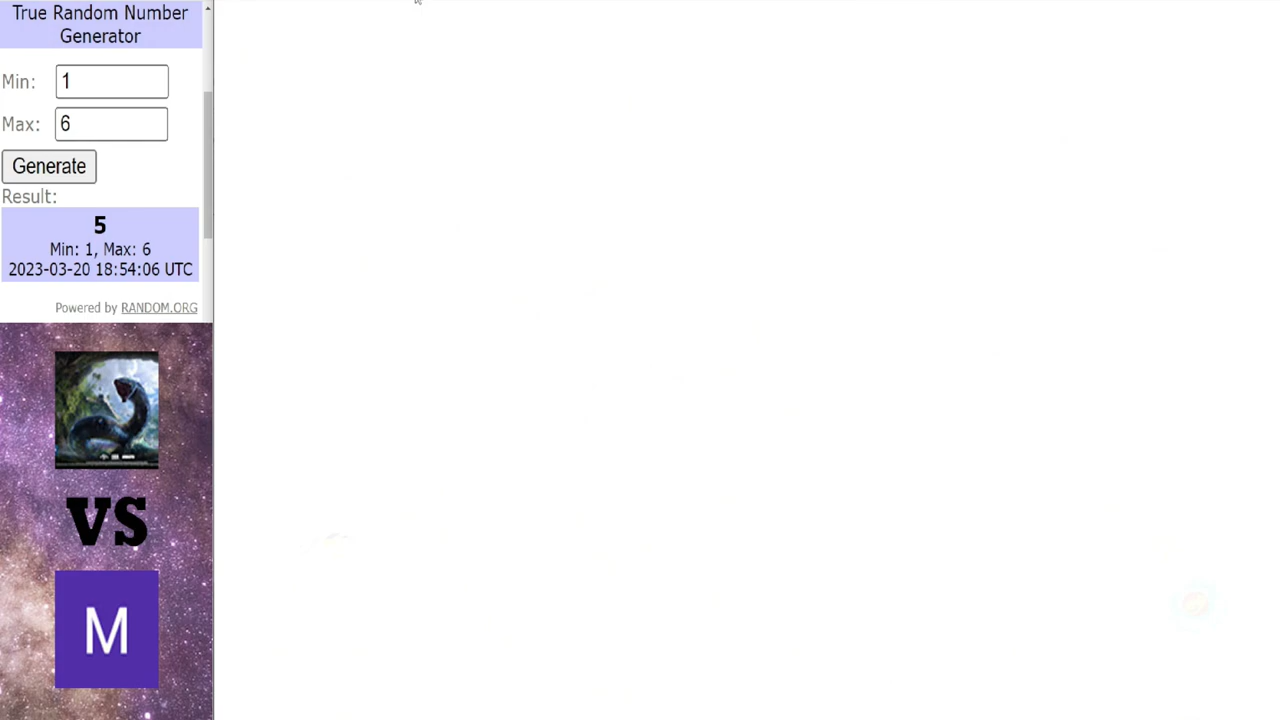 True Random Number
Generator
Min: 1
Max: 6
Generate
Result:
5
Min: 1, Max: 6
2023-03-20 18:54:06 UTC
Powered by RANDOM.ORG
VS
M